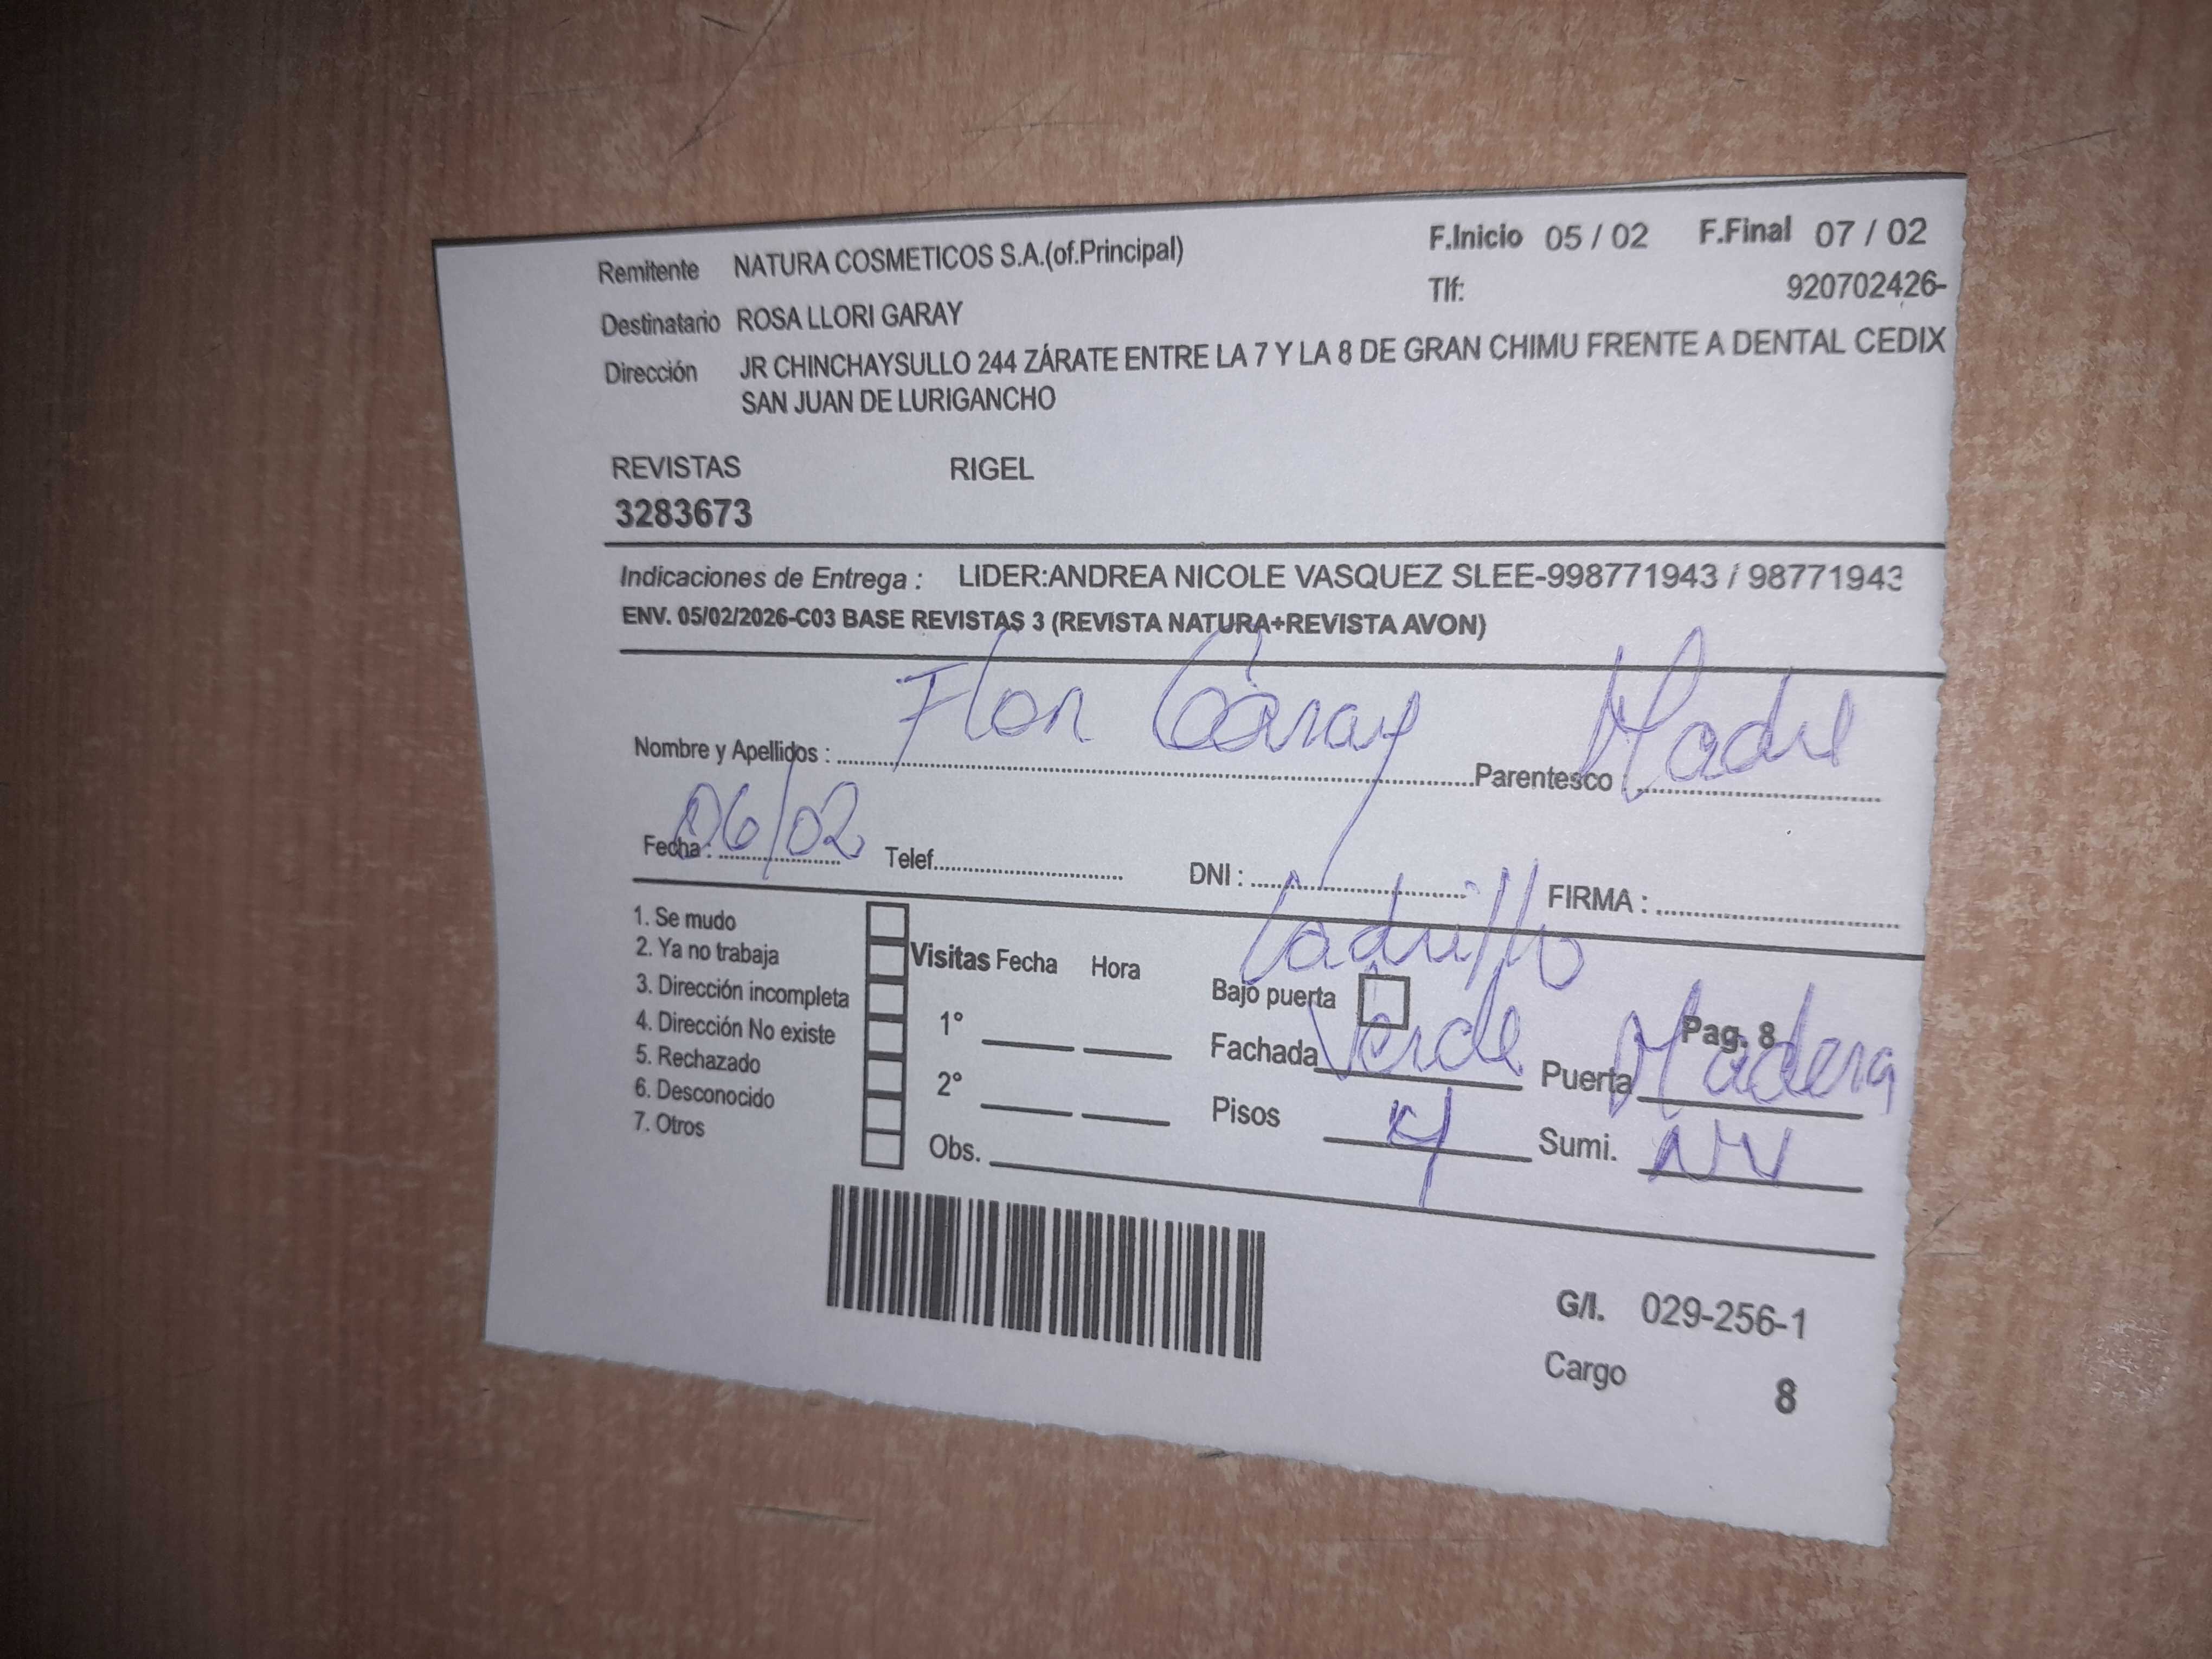 Remitente NATURA COSMETICOS S.A.(of.Principal) F.Inicio 05 / 02 F.Final 07 / 02
Tlf: 920702426-
Destinatario ROSA LLORI GARAY
Dirección JR CHINCHAYSULLO 244 ZÁRATE ENTRE LA 7 Y LA 8 DE GRAN CHIMU FRENTE A DENTAL CEDIX
SAN JUAN DE LURIGANCHO
REVISTAS RIGEL
3283673
Indicaciones de Entrega : LIDER:ANDREA NICOLE VASQUEZ SLEE-998771943 / 98771943
ENV. 05/02/2026-C03 BASE REVISTAS 3 (REVISTA NATURA+REVISTA AVON)
Nombre y Apellidos : Flor Garay Parentesco : Madre
Fecha : 06/02 Telef. DNI : FIRMA :
1. Se mudo
2. Ya no trabaja
3. Dirección incompleta
4. Dirección No existe
5. Rechazado
6. Desconocido
7. Otros
Visitas Fecha Hora
1°
2°
Obs.
Ladrillo
Bajo puerta
Pag. 8
Fachada Verde Puerta Madera
Pisos 4 Sumi. NV
G/I. 029-256-1
Cargo 8